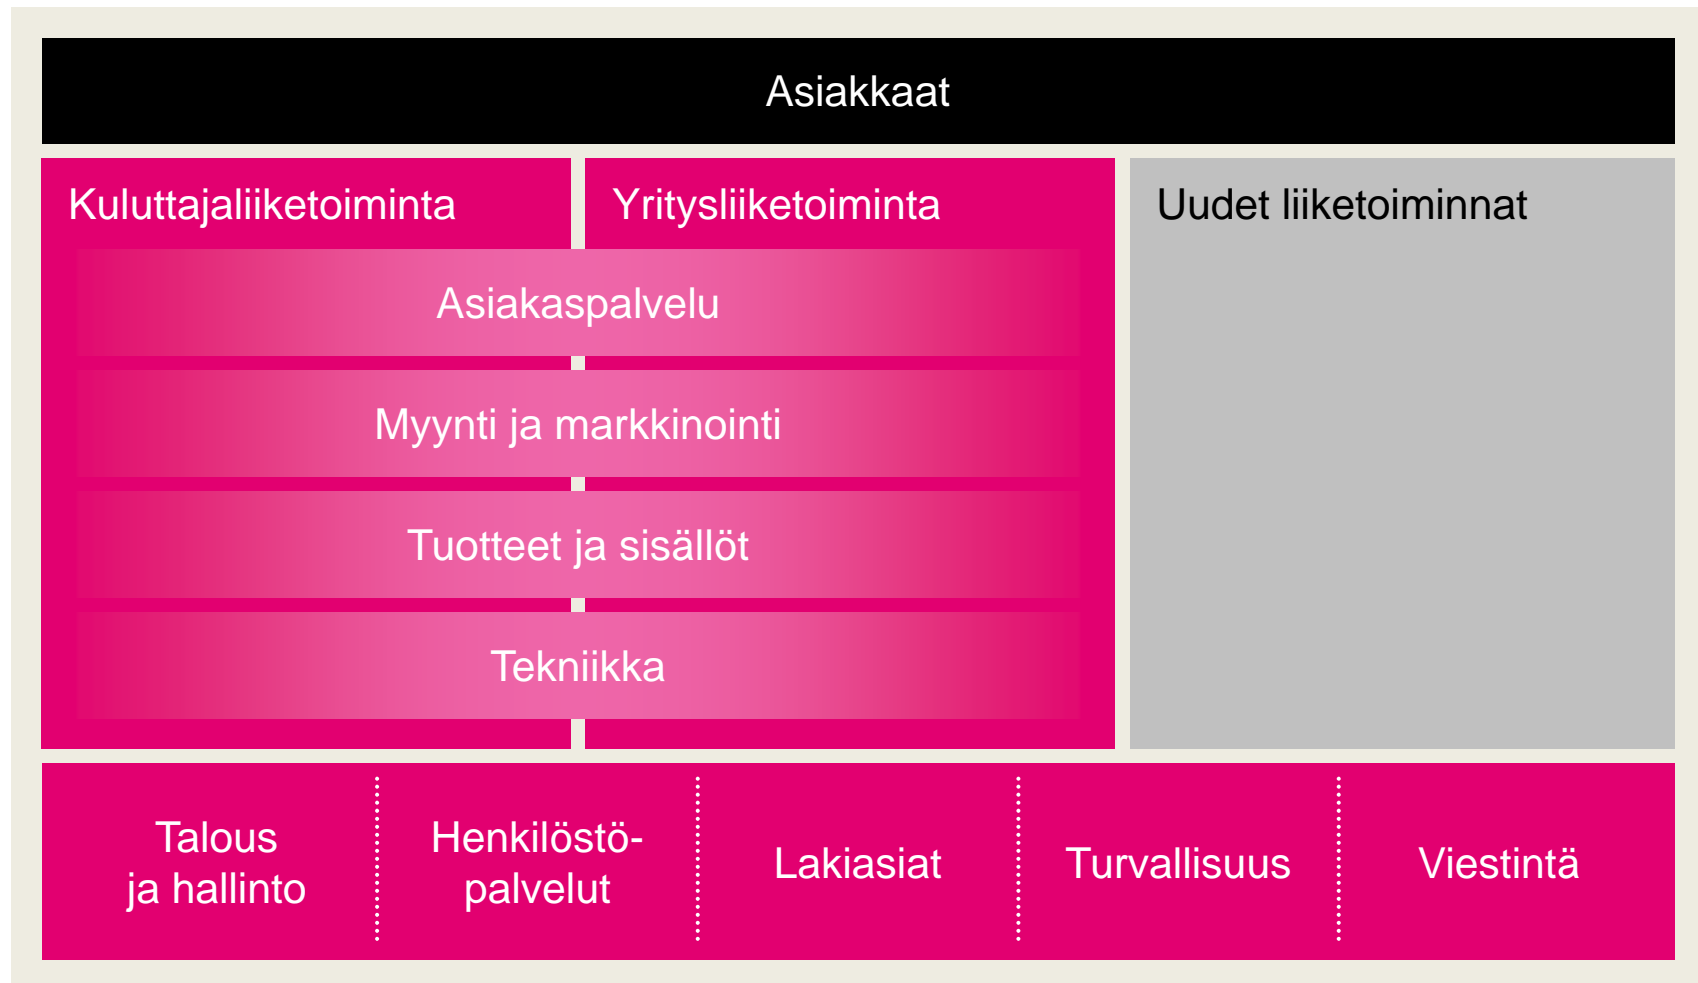 Asiakkaat
Kuluttajaliiketoiminta
Yritysliiketoiminta
Uudet liiketoiminnat
Asiakaspalvelu
Myynti ja markkinointi
Tuotteet ja sisällöt
Tekniikka
Talous
ja hallinto
Henkilöstö-
palvelut
Lakiasiat
Turvallisuus
Viestintä